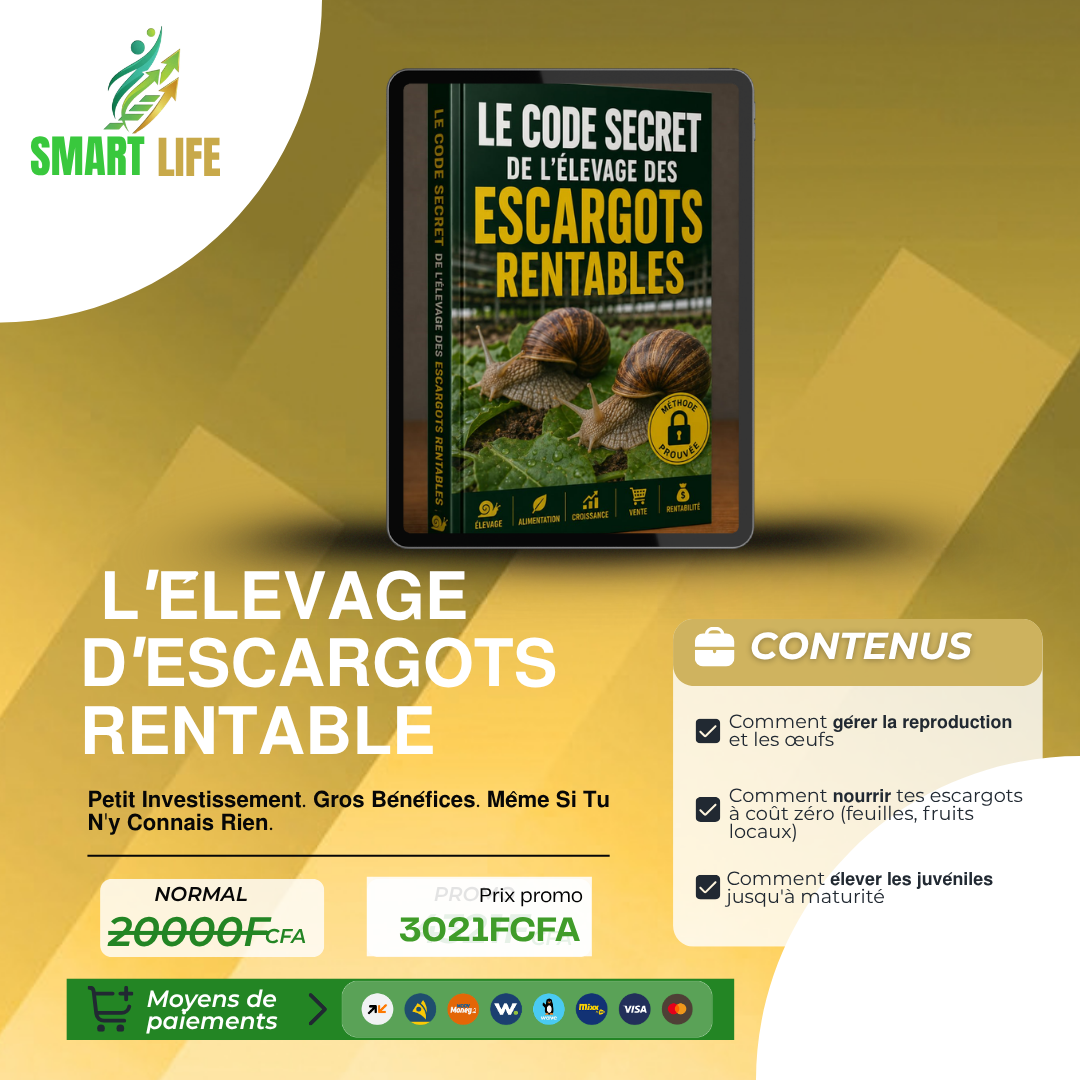 SMART LIFE
LE CODE SECRET DE L'ÉLEVAGE DES ESCARGOTS RENTABLES
LE CODE SECRET
DE L'ÉLEVAGE DES
ESCARGOTS
RENTABLES
MÉTHODE
PROUVÉE
ÉLEVAGE
ALIMENTATION
CROISSANCE
VENTE
RENTABILITÉ
L'ÉLEVAGE
D'ESCARGOTS
RENTABLE
Petit Investissement. Gros Bénéfices. Même Si Tu
N'y Connais Rien.
NORMAL
20000FCFA
Prix promo
3021FCFA
Moyens de
paiements
Money
W.
wave
Mixx
VISA
CONTENUS
Comment gérer la reproduction
et les œufs
Comment nourrir tes escargots
à coût zéro (feuilles, fruits
locaux)
Comment élever les juvéniles
jusqu'à maturité